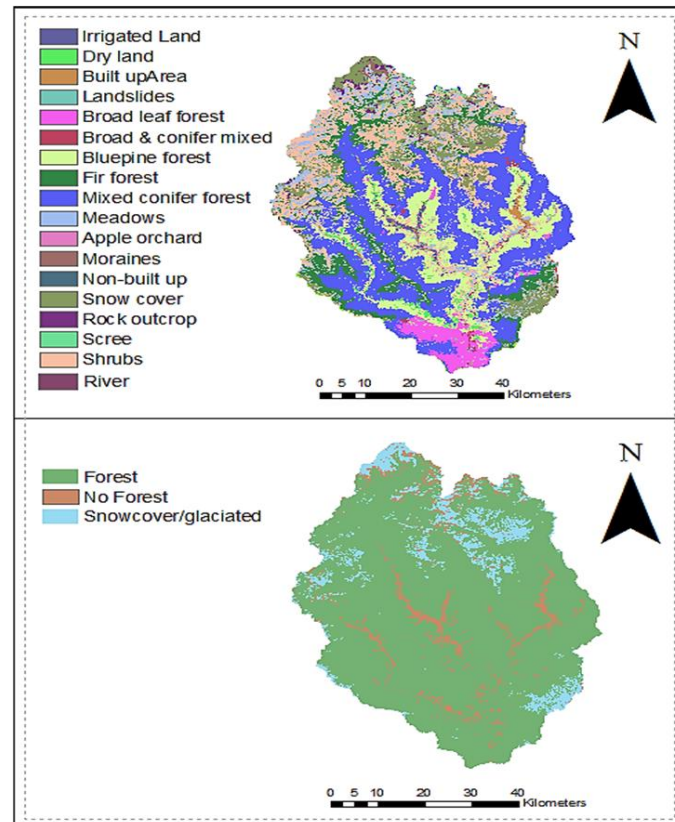 Irrigated Land
Dry land
Built upArea
Landslides
Broad leaf forest
Broad & conifer mixed
Bluepine forest
Fir forest
Mixed conifer forest
Meadows
Apple orchard
Moraines
Non-built up
Snow cover
Rock outcrop
Scree
Shrubs
River
N
0 5 10 20 30 40
Kilometers
Forest
No Forest
Snowcover/glaciated
N
0 5 10 20 30 40
Kilometers